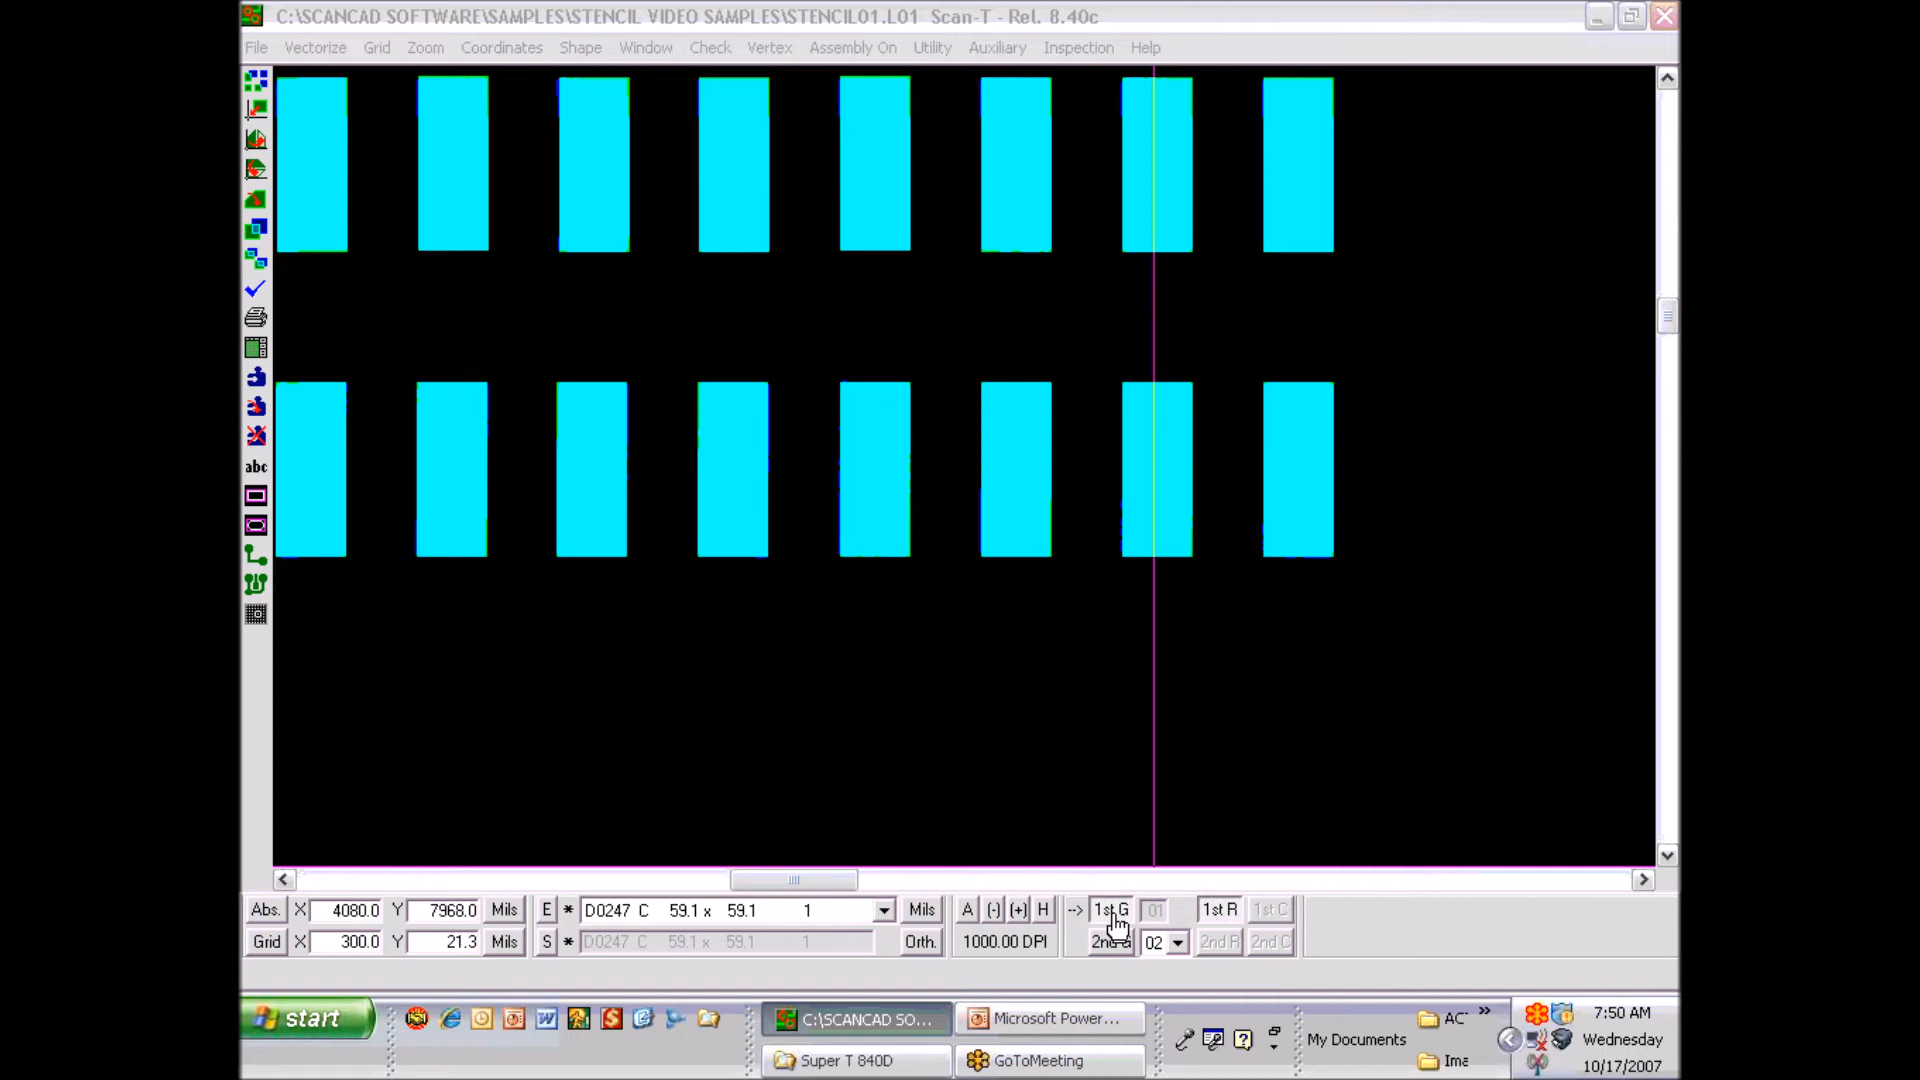 C:\SCANCAD SOFTWARE\SAMPLES\STENCIL VIDEO SAMPLES\STENCIL01.L01 Scan-T - Rel. 8.40c
File Vectorize Grid Zoom Coordinates Shape Window Check Vertex Assembly On Utility Auxiliary Inspection Help
abc
Abs. X 4080.0 Y 7968.0 Mils E * D0247 C 59.1 x 59.1 1 Mils A (-) (+) H --> 1st G 01 1st R 1st C
Grid X 300.0 Y 21.3 Mils S * D0247 C 59.1 x 59.1 1 Orth. 1000.00 DPI 2nd G 02 2nd R 2nd C
start C:\SCANCAD SO... Microsoft Power... AC » 7:50 AM
My Documents Wednesday
Super T 840D GoToMeeting Ima 10/17/2007